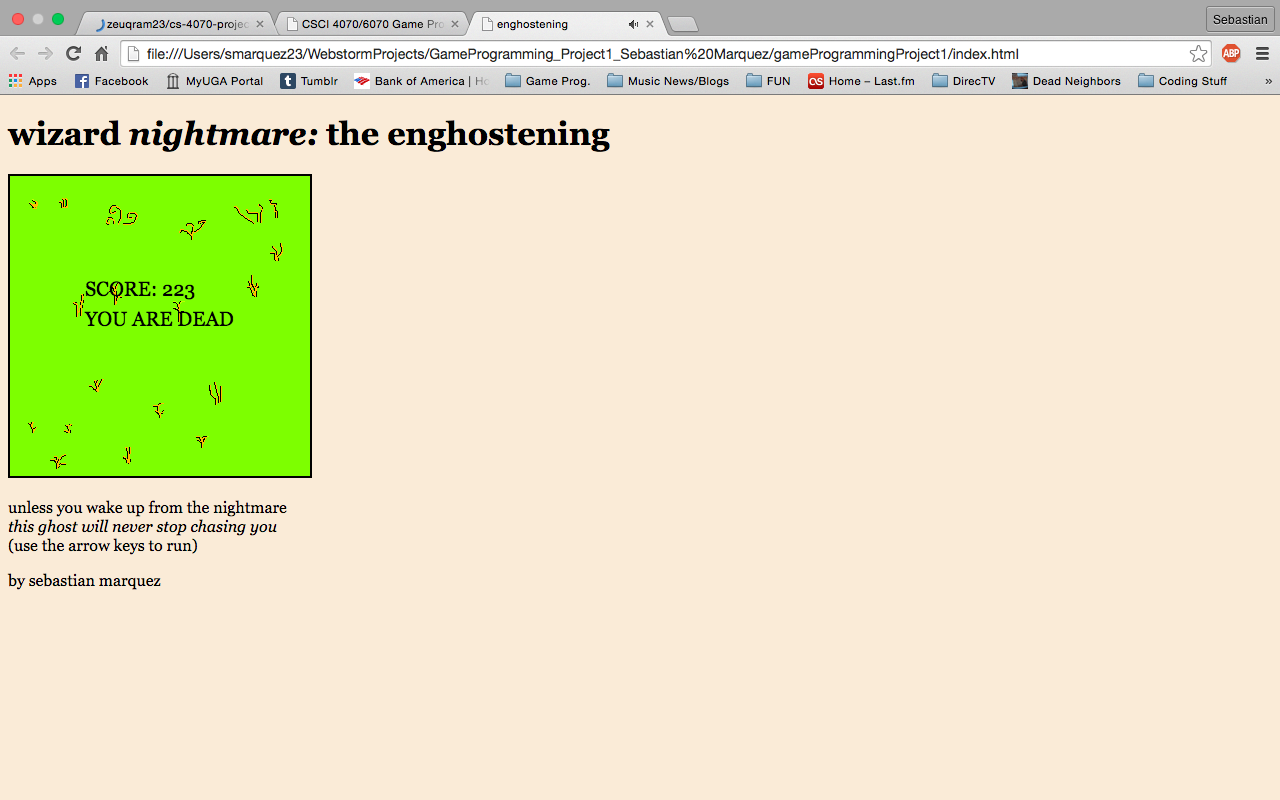 zeuqram23/cs-4070-projec
CSCI 4070/6070 Game Pro
enghostening
Sebastian
file:///Users/smarquez23/WebstormProjects/GameProgramming_Project1_Sebastian%20Marquez/gameProgrammingProject1/index.html
ABP
Apps
Facebook
MyUGA Portal
t
Tumblr
Bank of America | Ho
Game Prog.
Music News/Blogs
FUN
Home – Last.fm
DirecTV
Dead Neighbors
Coding Stuff
»
wizard nightmare: the enghostening
SCORE: 223
YOU ARE DEAD
unless you wake up from the nightmare
this ghost will never stop chasing you
(use the arrow keys to run)
by sebastian marquez